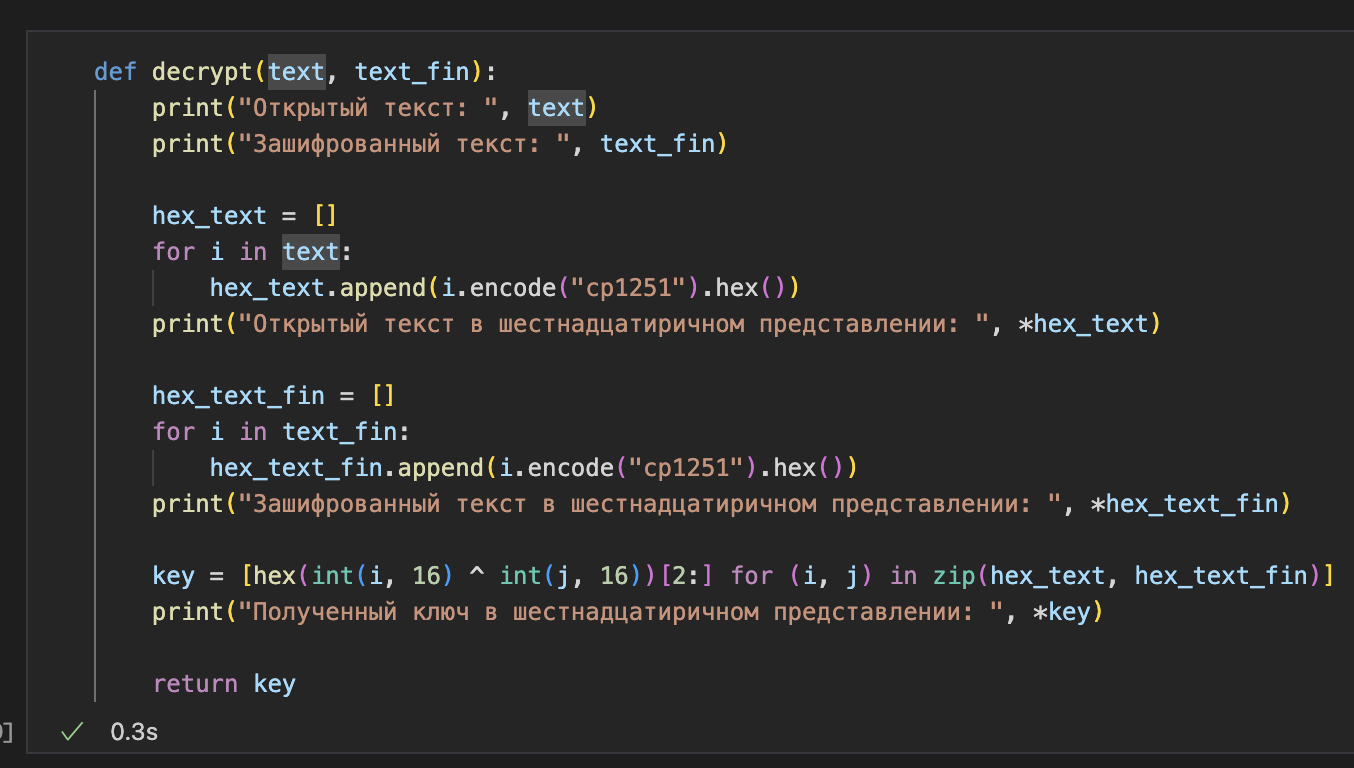 def decrypt(text, text_fin):
    print("Открытый текст: ", text)
    print("Зашифрованный текст: ", text_fin)

    hex_text = []
    for i in text:
        hex_text.append(i.encode("cp1251").hex())
    print("Открытый текст в шестнадцатиричном представлении: ", *hex_text)

    hex_text_fin = []
    for i in text_fin:
        hex_text_fin.append(i.encode("cp1251").hex())
    print("Зашифрованный текст в шестнадцатиричном представлении: ", *hex_text_fin)

    key = [hex(int(i, 16) ^ int(j, 16))[2:] for (i, j) in zip(hex_text, hex_text_fin)]
    print("Полученный ключ в шестнадцатиричном представлении: ", *key)

    return key
] ✓ 0.3s